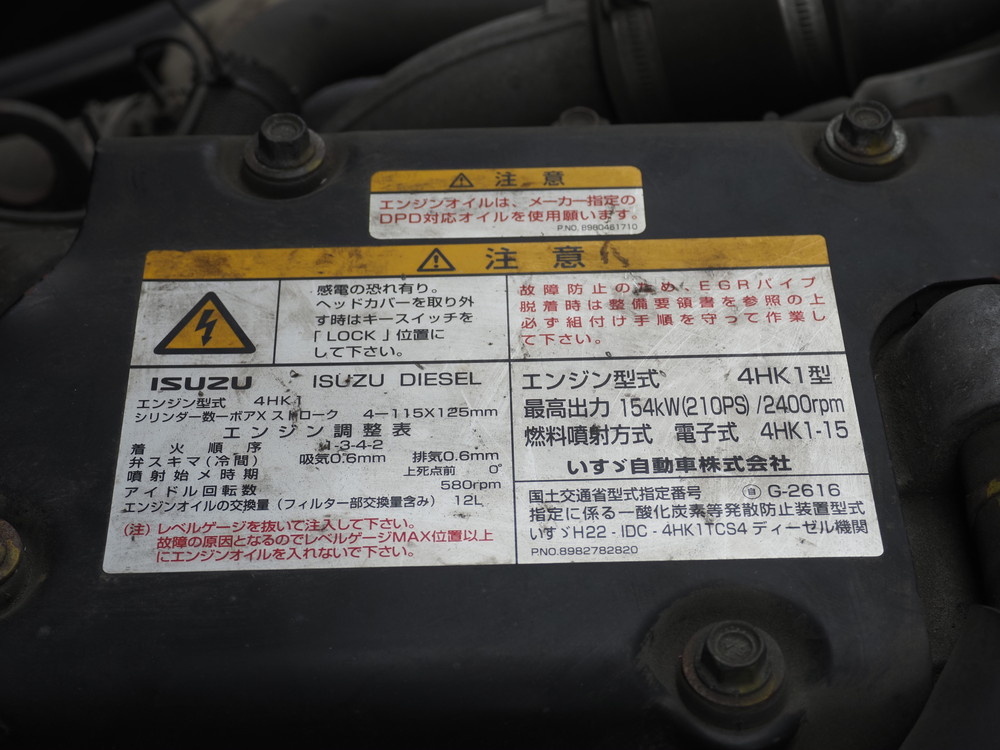 注意
エンジンオイルは、メーカー指定の
DPD対応オイルを使用願います。
P.NO. 8980481710
注意
感電の恐れ有り。
ヘッドカバーを取り外
す時はキースイッチを
「LOCK」位置に
して下さい。
故障防止のため、EGRパイプ
脱着時は整備要領書を参照の上
必ず組付け手順を守って作業し
て下さい。
ISUZU ISUZU DIESEL
エンジン型式 4HK1
シリンダー数ーボアXストローク 4-115X125mm
エンジン調整表
着火順序 1-3-4-2
弁スキマ(冷間) 吸気0.6mm 排気0.6mm
噴射始メ時期 上死点前 0°
アイドル回転数 580rpm
エンジンオイルの交換量(フィルター部交換量含み) 12L
(注) レベルゲージを抜いて注入して下さい。
故障の原因となるのでレベルゲージMAX位置以上
にエンジンオイルを入れないで下さい。
エンジン型式 4HK1型
最高出力 154kW(210PS)/2400rpm
燃料噴射方式 電子式 4HK1-15
いすゞ自動車株式会社
国土交通省型式指定番号 自 G-2616
指定に係る一酸化炭素等発散防止装置型式
いすゞH22-IDC-4HK1TCS4ディーゼル機関
P.NO.8982782820